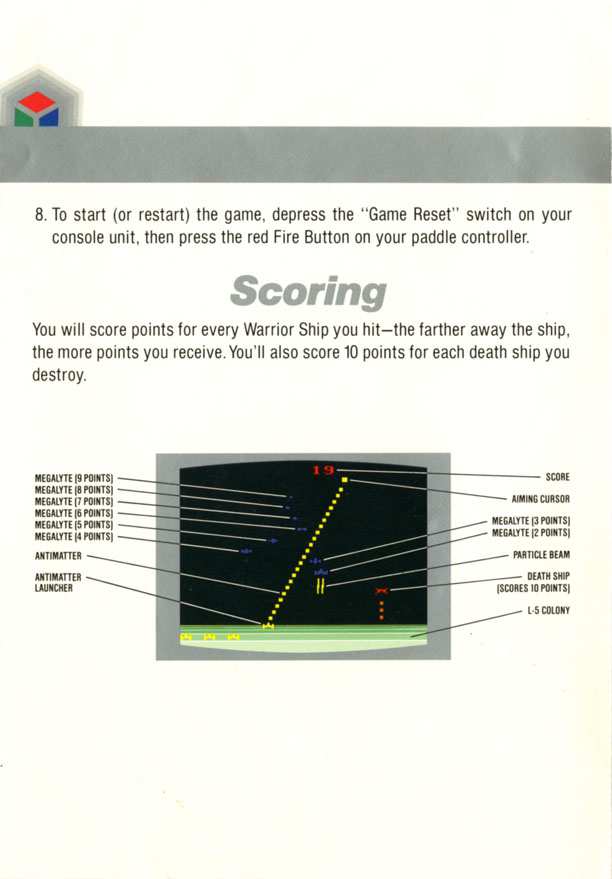 8. To start (or restart) the game, depress the "Game Reset" switch on your
console unit, then press the red Fire Button on your paddle controller.
Scoring
You will score points for every Warrior Ship you hit—the farther away the ship,
the more points you receive. You'll also score 10 points for each death ship you
destroy.
19
MEGALYTE (9 POINTS)
MEGALYTE (8 POINTS)
MEGALYTE (7 POINTS)
MEGALYTE (6 POINTS)
MEGALYTE (5 POINTS)
MEGALYTE (4 POINTS)
ANTIMATTER
ANTIMATTER
LAUNCHER
SCORE
AIMING CURSOR
MEGALYTE (3 POINTS)
MEGALYTE (2 POINTS)
PARTICLE BEAM
DEATH SHIP
(SCORES 10 POINTS)
L-5 COLONY